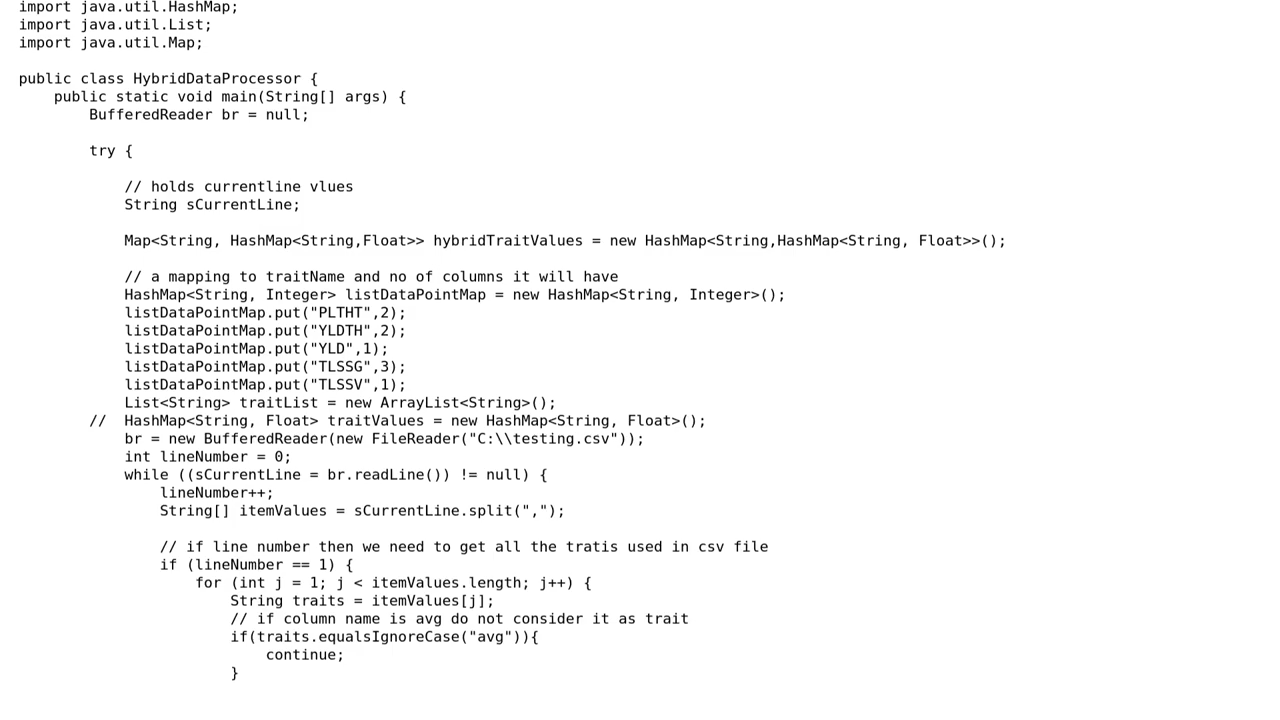 import java.util.HashMap;
import java.util.List;
import java.util.Map;

public class HybridDataProcessor {
    public static void main(String[] args) {
        BufferedReader br = null;

        try {

            // holds currentline vlues
            String sCurrentLine;

            Map<String, HashMap<String,Float>> hybridTraitValues = new HashMap<String,HashMap<String, Float>>();

            // a mapping to traitName and no of columns it will have
            HashMap<String, Integer> listDataPointMap = new HashMap<String, Integer>();
            listDataPointMap.put("PLTHT",2);
            listDataPointMap.put("YLDTH",2);
            listDataPointMap.put("YLD",1);
            listDataPointMap.put("TLSSG",3);
            listDataPointMap.put("TLSSV",1);
            List<String> traitList = new ArrayList<String>();
        //  HashMap<String, Float> traitValues = new HashMap<String, Float>();
            br = new BufferedReader(new FileReader("C:\\testing.csv"));
            int lineNumber = 0;
            while ((sCurrentLine = br.readLine()) != null) {
                lineNumber++;
                String[] itemValues = sCurrentLine.split(",");

                // if line number then we need to get all the tratis used in csv file
                if (lineNumber == 1) {
                    for (int j = 1; j < itemValues.length; j++) {
                        String traits = itemValues[j];
                        // if column name is avg do not consider it as trait
                        if(traits.equalsIgnoreCase("avg")){
                            continue;
                        }